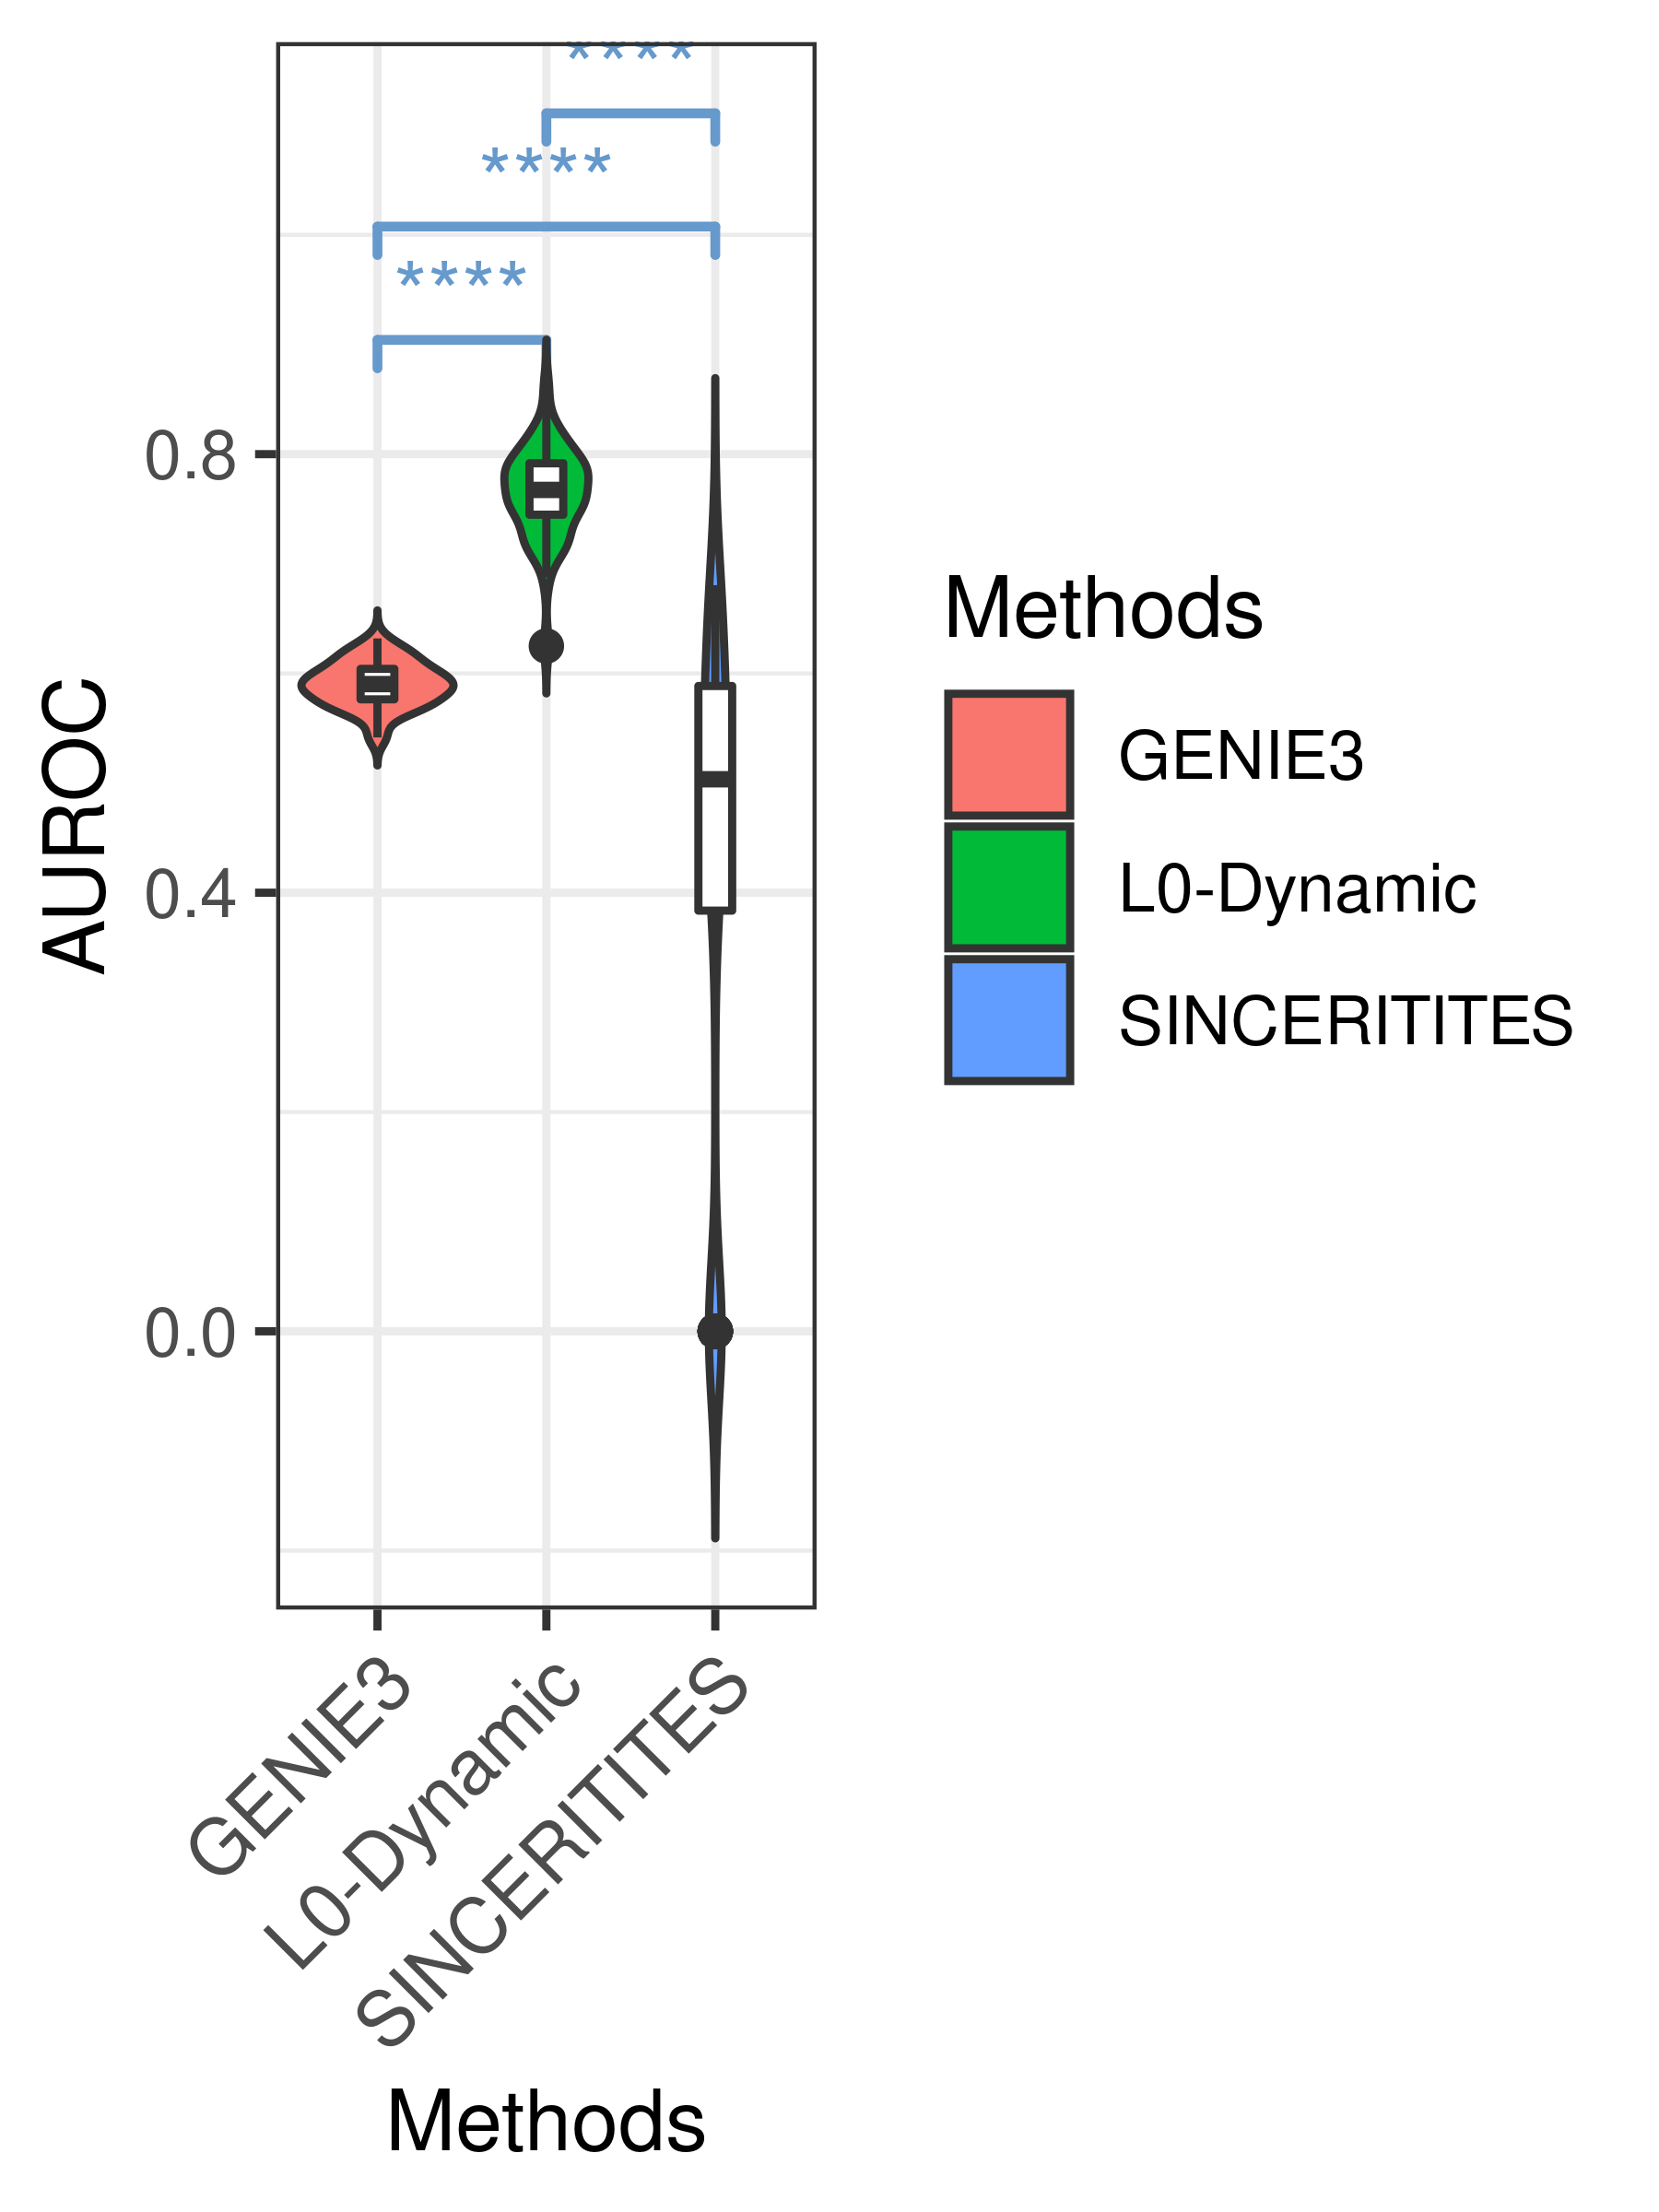 ****
****
****
0.8
0.4
0.0
AUROC
GENIE3
L0-Dynamic
SINCERITITES
Methods
Methods
GENIE3
L0-Dynamic
SINCERITITES